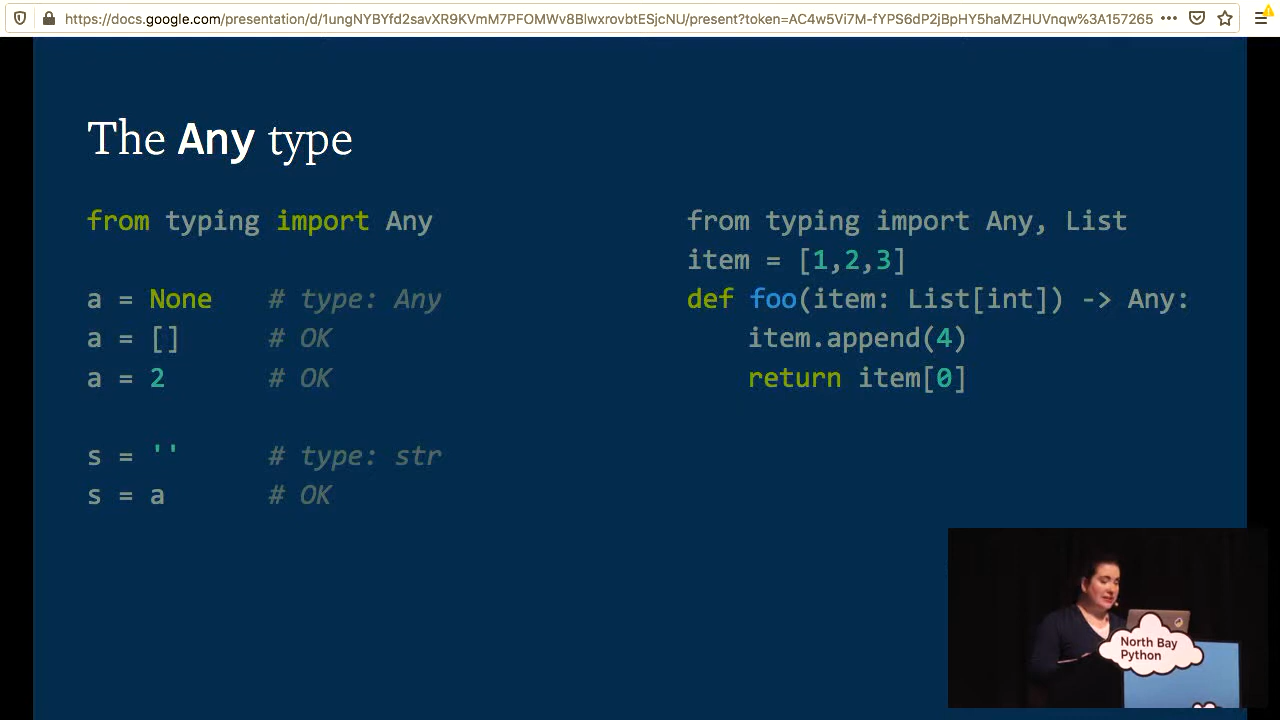 https://docs.google.com/presentation/d/1ungNYBYfd2savXR9KVmM7PFOMWv8BlwxrovbtESjcNU/present?token=AC4w5Vi7M-fYPS6dP2jBpHY5haMZHUVnqw%3A157265
The Any type
from typing import Any
a = None # type: Any
a = [] # OK
a = 2 # OK
s = '' # type: str
s = a # OK
from typing import Any, List
item = [1,2,3]
def foo(item: List[int]) -> Any:
item.append(4)
return item[0]
North Bay
Python